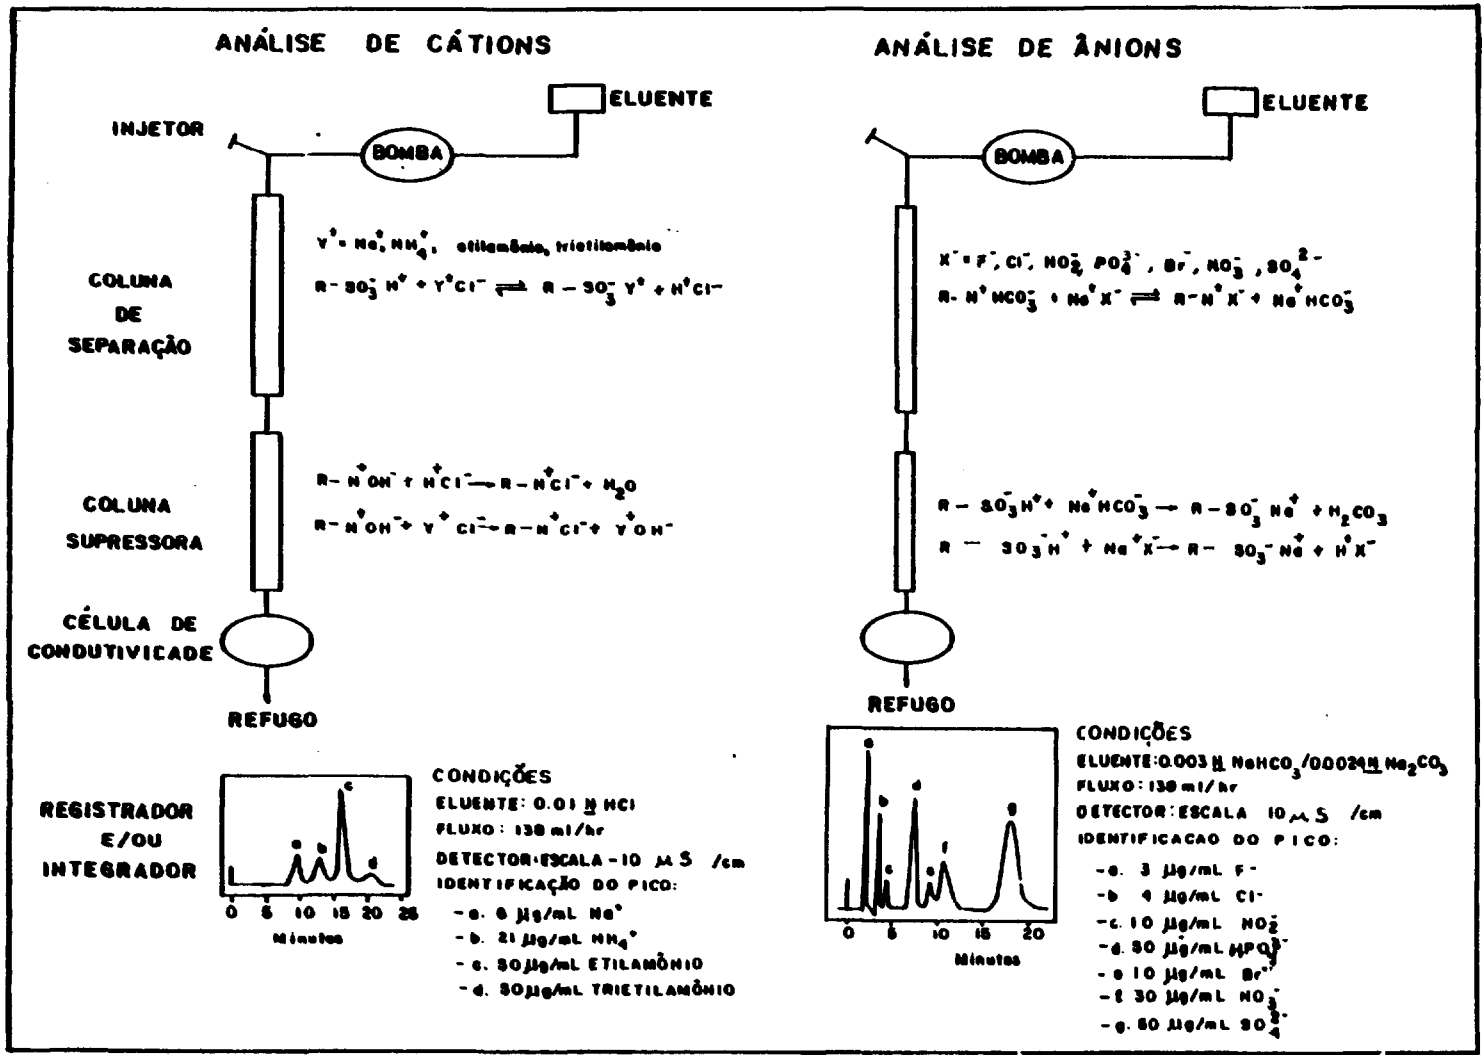 ANÁLISE DE CÁTIONS
ELUENTE
INJETOR
BOMBA
COLUNA
DE
SEPARAÇÃO
Y⁺= Na⁺, NH₄⁺, etilamônio, trietilamônio
R-SO₃⁻ H⁺ + Y⁺Cl⁻ ⇌ R-SO₃⁻ Y⁺ + H⁺Cl⁻
COLUNA
SUPRESSORA
R-N⁺OH⁻ + H⁺Cl⁻ → R-N⁺Cl⁻ + H₂O
R-N⁺OH⁻ + Y⁺ Cl⁻ → R-N⁺Cl⁻ + Y⁺OH⁻
CÉLULA DE
CONDUTIVICADE
REFUGO
REGISTRADOR
E/OU
INTEGRADOR
a b c d
0 5 10 15 20 25
Minutos
CONDIÇÕES
ELUENTE: 0.01 N HCl
FLUXO: 138 ml/hr
DETECTOR: ESCALA - 10 μS /cm
IDENTIFICAÇÃO DO PICO:
- a. 6 μg/mL Na⁺
- b. 21 μg/mL NH₄⁺
- c. 50 μg/mL ETILAMÔNIO
- d. 50 μg/mL TRIETILAMÔNIO
ANÁLISE DE ÂNIONS
ELUENTE
BOMBA
X⁻= F⁻, Cl⁻, NO₂⁻, PO₄³⁻, Br⁻, NO₃⁻, SO₄²⁻
R-N⁺HCO₃⁻ + Na⁺X⁻ ⇌ R-N⁺X⁻ + Na⁺HCO₃⁻
R-SO₃⁻H⁺ + Na⁺HCO₃⁻ → R-SO₃⁻ Na⁺ + H₂CO₃
R - SO₃⁻H⁺ + Na⁺X⁻ → R - SO₃⁻Na⁺ + H⁺X⁻
REFUGO
a b c d e f g
0 5 10 15 20
Minutos
CONDIÇÕES
ELUENTE: 0.003 N NaHCO₃/0.0024 N Na₂CO₃
FLUXO: 138 ml/hr
DETECTOR: ESCALA 10 μS /cm
IDENTIFICACAO DO PICO:
- a. 3 μg/mL F⁻
- b 4 μg/mL Cl⁻
- c. 10 μg/mL NO₂⁻
- d. 50 μg/mL
- e 10 μg/mL Br⁻
- f 30 μg/mL NO₃⁻
- g. 50 μg/mL SO₄²⁻